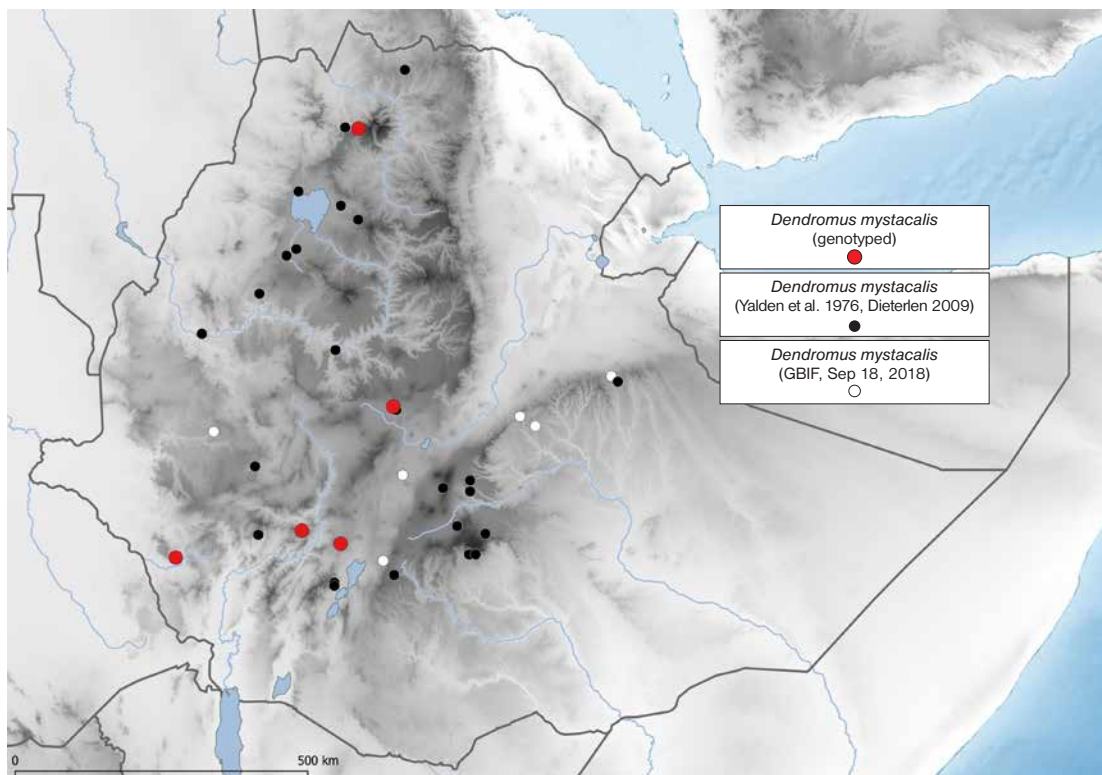 Dendromus mystacalis
(genotyped)
Dendromus mystacalis
(Yalden et al. 1976, Dieterlen 2009)
Dendromus mystacalis
(GBIF, Sep 18, 2018)
0 500 km